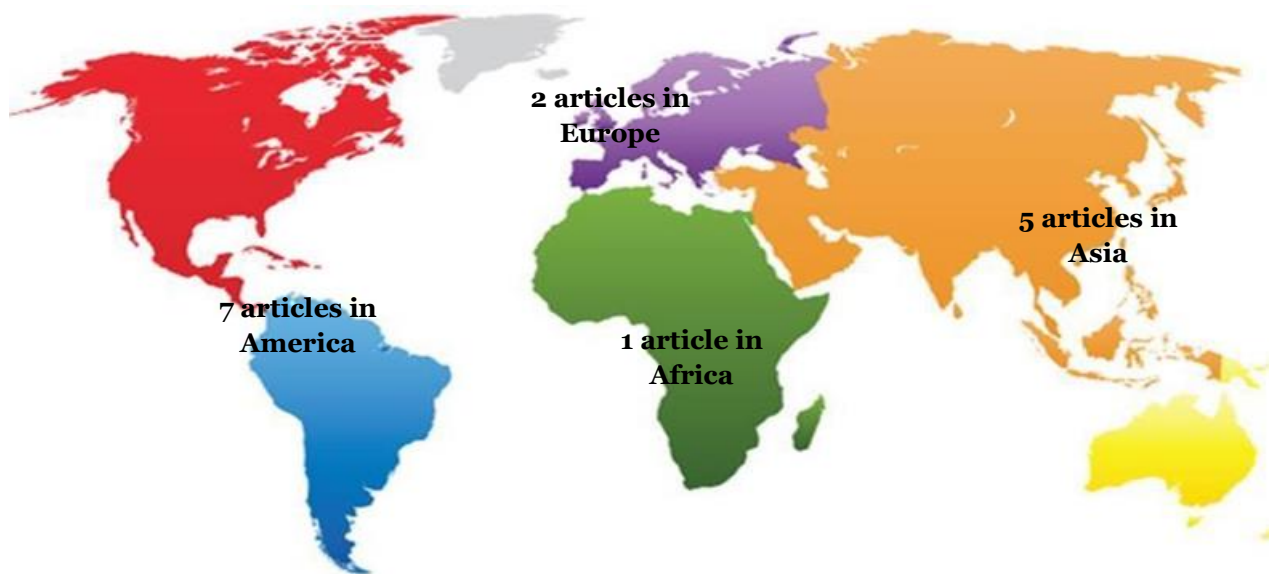 2 articles in
Europe
5 articles in
Asia
7 articles in
America
1 article in
Africa